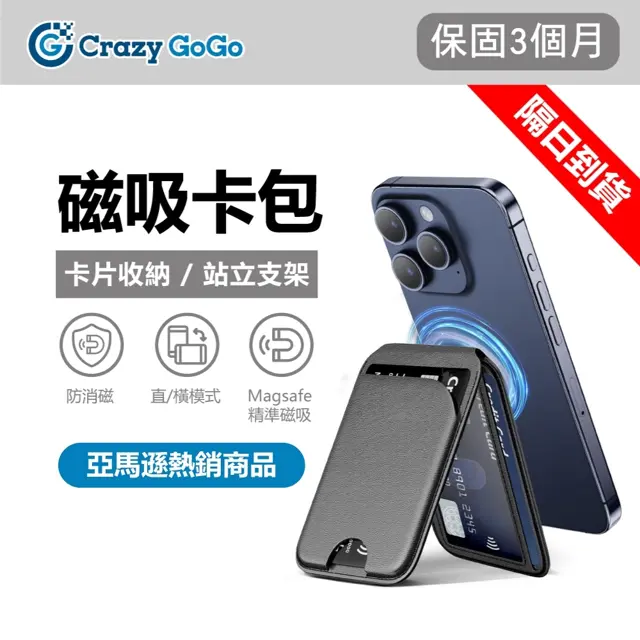 Crazy GoGo
保固3個月
隔日到貨
磁吸卡包
卡片收納 / 站立支架
防消磁
直/橫模式
Magsafe
精準磁吸
亞馬遜熱銷商品